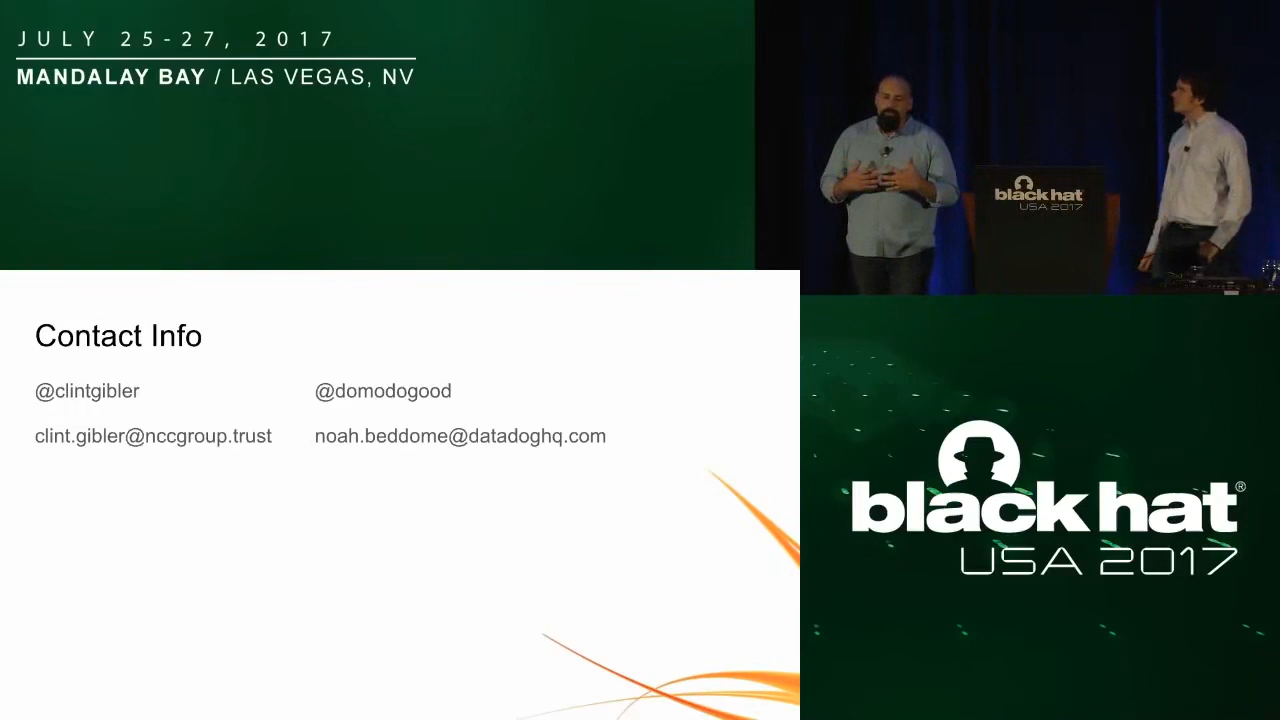 JULY 25-27, 2017
MANDALAY BAY / LAS VEGAS, NV
black hat
USA 2017
Contact Info
@clintgibler
@domodogood
clint.gibler@nccgroup.trust
noah.beddome@datadoghq.com
black hat®
USA 2017